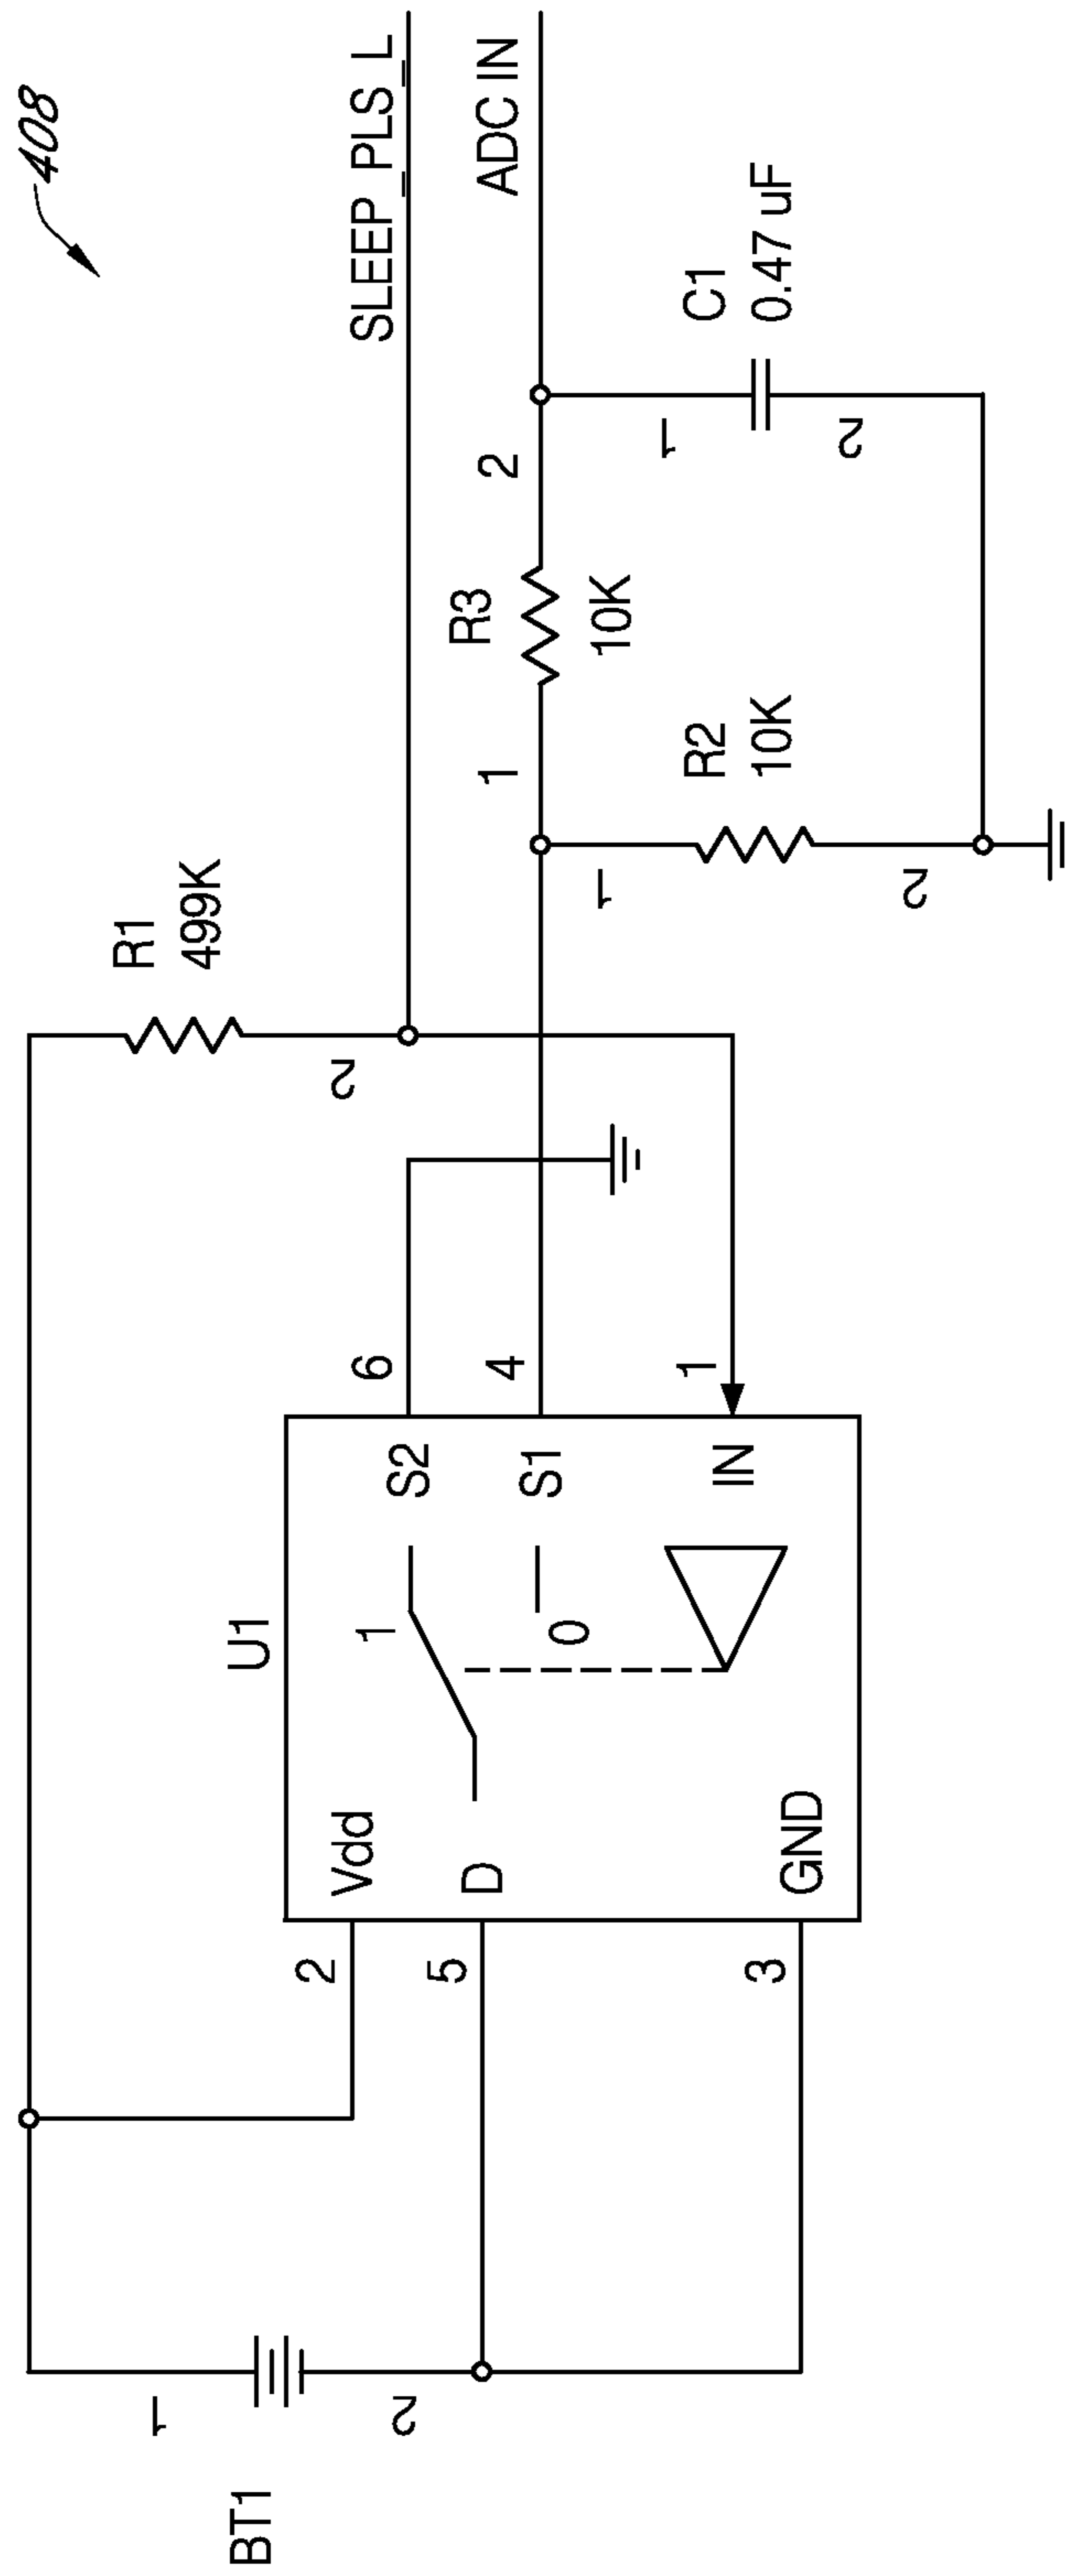 408
SLEEP_PLS_L
ADC IN
R1
499K
2
R3
10K
1
2
R2
10K
1
2
C1
0.47 uF
1
2
U1
Vdd
D
GND
S2
S1
IN
1
0
2
5
3
6
4
1
BT1
1
2